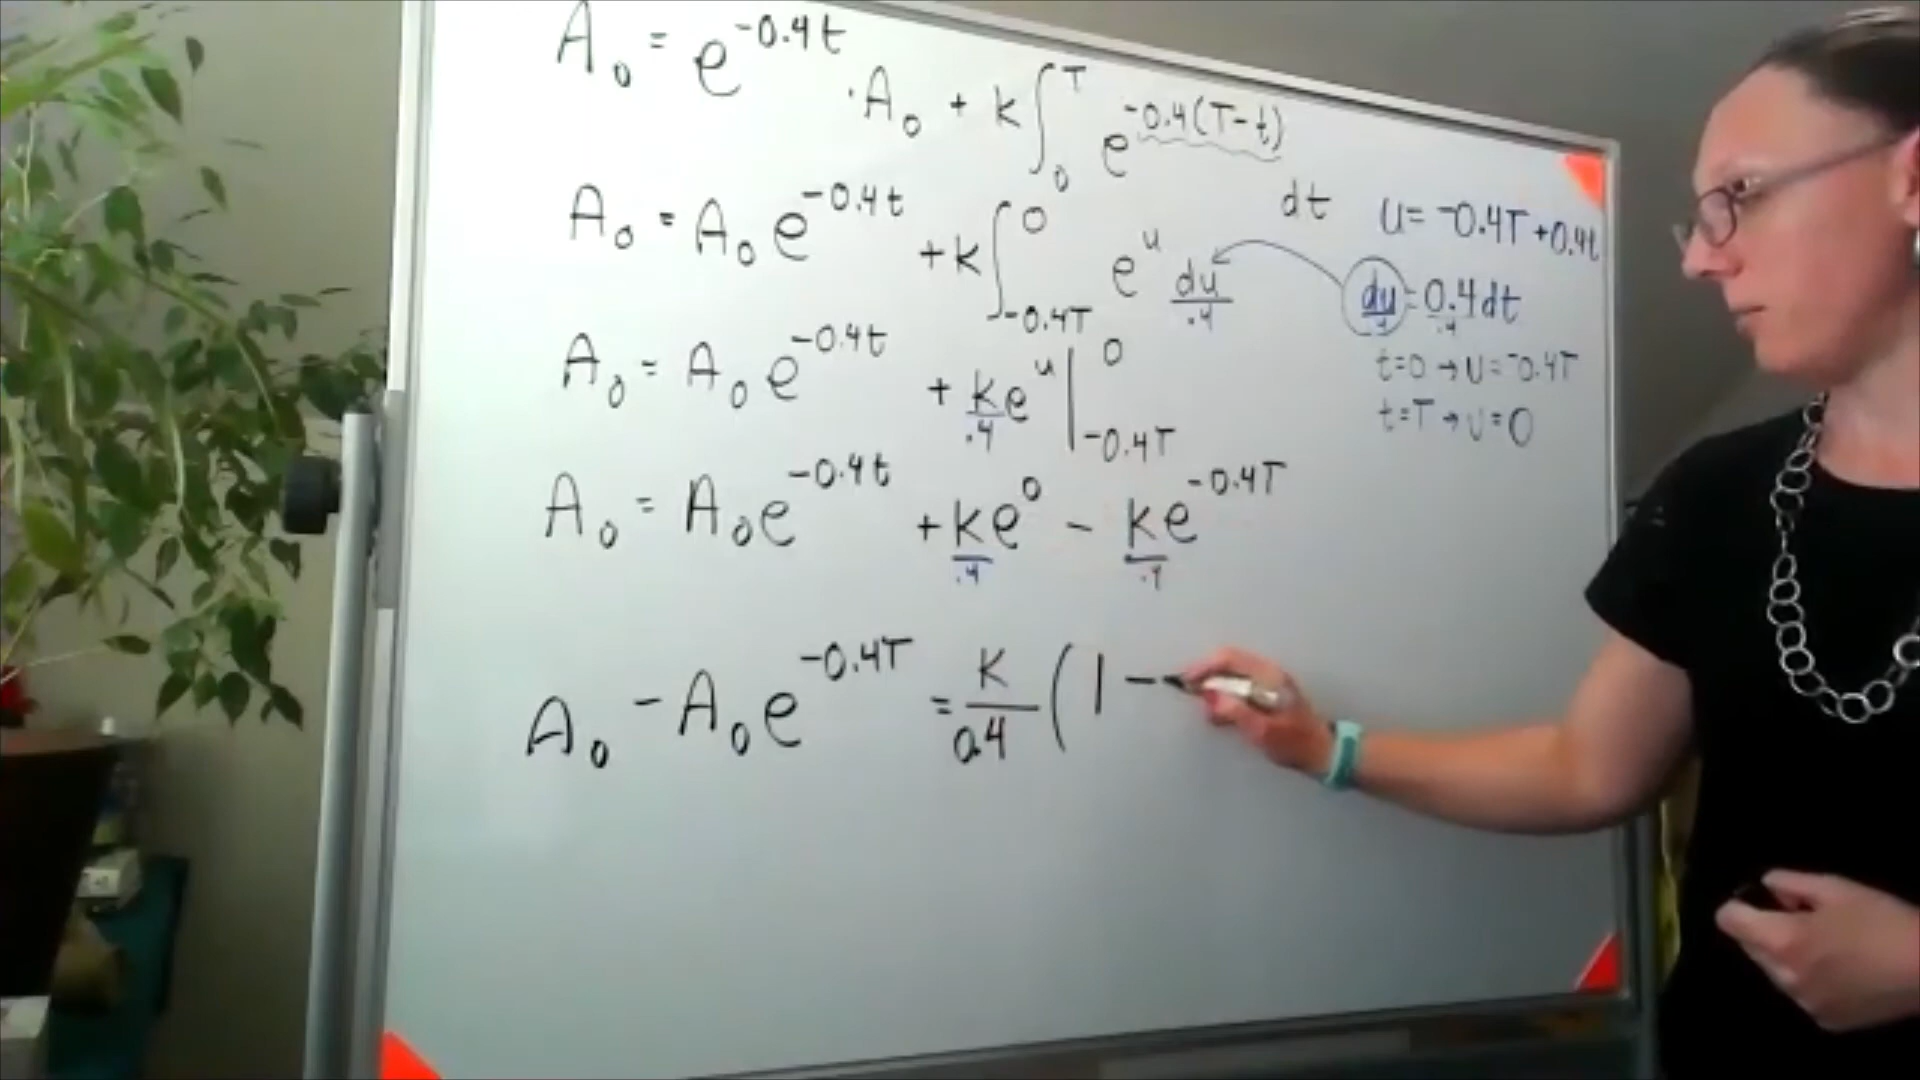 A₀ = e^{-0.4t} · A₀ + k ∫₀^T e^{-0.4(T-t)} dt
A₀ = A₀e^{-0.4t} + k ∫_{-0.4T}^{0} e^u du/.4
u = -0.4T + 0.4t
du/.4 = 0.4dt/.4
t=0 → u = -0.4T
t=T → u = 0
A₀ = A₀e^{-0.4t} + k/.4 e^u |_{-0.4T}^{0}
A₀ = A₀e^{-0.4t} + k/.4 e^0 - k/.4 e^{-0.4T}
A₀ - A₀e^{-0.4T} = k/0.4 (1 -